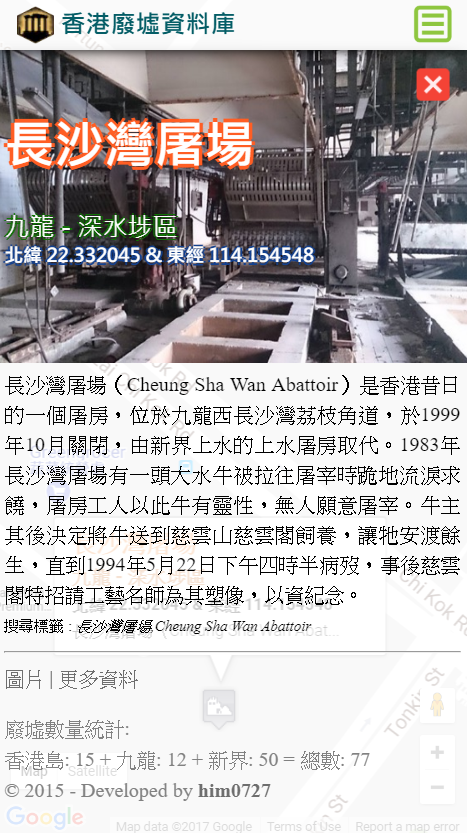 香港廢墟資料庫
長沙灣屠場
九龍 - 深水埗區
北緯 22.332045 & 東經 114.154548
長沙灣屠場（Cheung Sha Wan Abattoir）是香港昔日
的一個屠房，位於九龍西長沙灣荔枝角道，於1999
年10月關閉，由新界上水的上水屠房取代。1983年
長沙灣屠場有一頭大水牛被拉往屠宰時跪地流淚求
饒，屠房工人以此牛有靈性，無人願意屠宰。牛主
其後決定將牛送到慈雲山慈雲閣飼養，讓牠安渡餘
生，直到1994年5月22日下午四時半病歿，事後慈雲
閣特招請工藝名師為其塑像，以資紀念。
搜尋標籤 : 長沙灣屠場,Cheung Sha Wan Abattoir
圖片 | 更多資料
Tonkin St
廢墟數量統計:
香港島: 15 + 九龍: 12 + 新界: 50 = 總數: 77
Map Satellite
© 2015 - Developed by him0727
Google
Map data ©2017 Google Terms of Use Report a map error